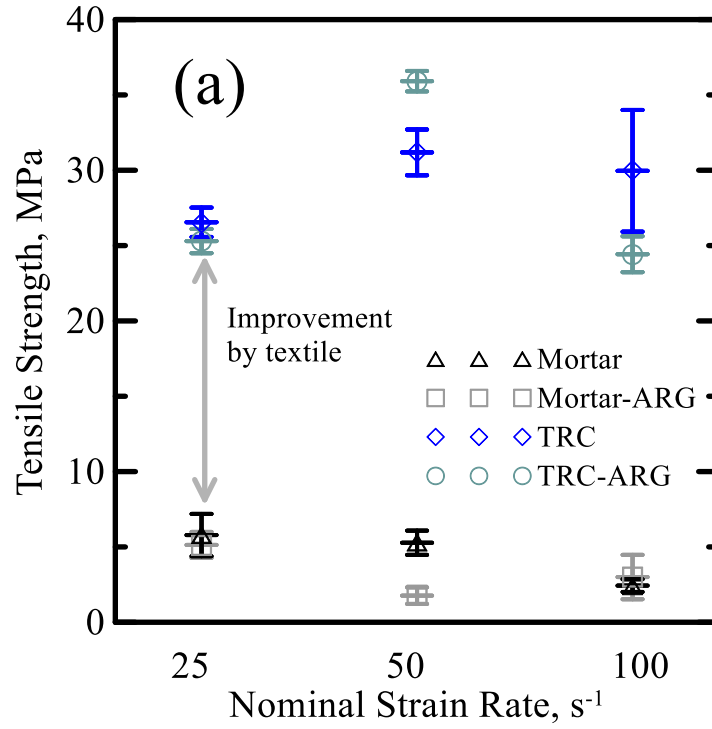 40
(a)
30
Tensile Strength, MPa
Improvement
by textile
20
Mortar
Mortar-ARG
TRC
TRC-ARG
10
0
25 50 100
Nominal Strain Rate, s⁻¹